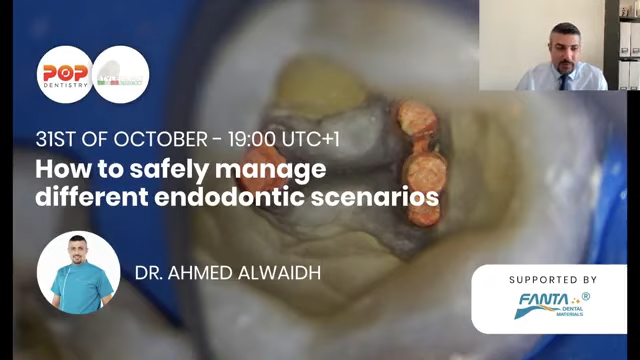 POP
DENTISTRY
31ST OF OCTOBER - 19:00 UTC+1
How to safely manage
different endodontic scenarios
DR. AHMED ALWAIDH
SUPPORTED BY
FANTA ®
DENTAL
MATERIALS